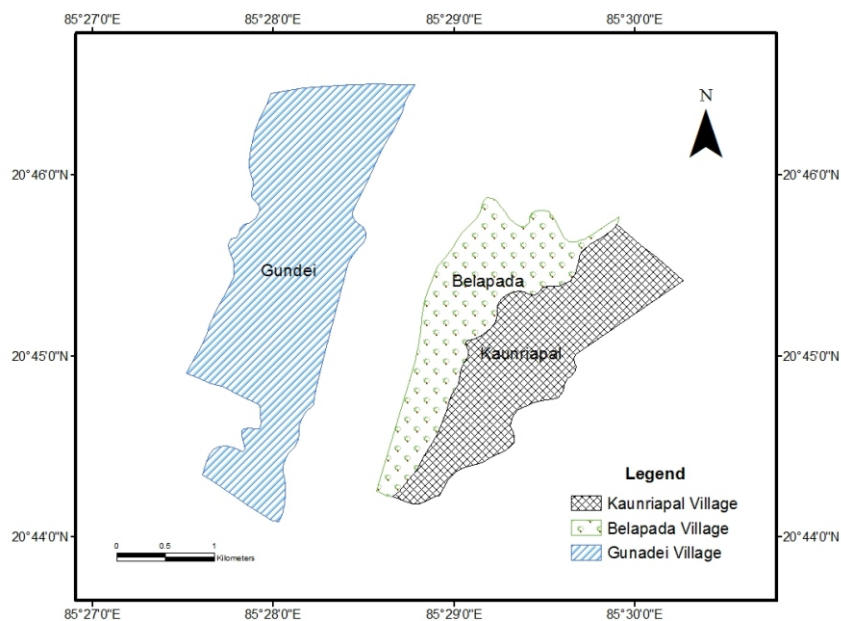 85°27'0"E 85°28'0"E 85°29'0"E 85°30'0"E
N
20°46'0"N 20°46'0"N
Gundei
Belapada
20°45'0"N Kaunriapal 20°45'0"N
Legend
Kaunriapal Village
Belapada Village
20°44'0"N 20°44'0"N
0 0.5 1
Kilometers
Gunadei Village
85°27'0"E 85°28'0"E 85°29'0"E 85°30'0"E